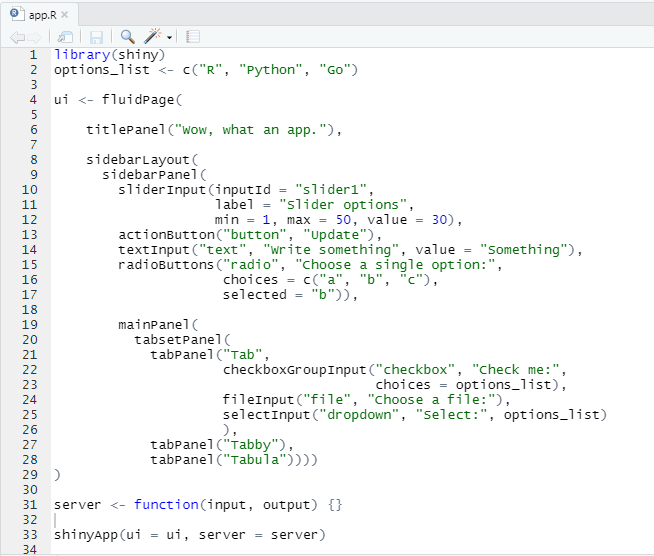 app.R
1 library(shiny)
2 options_list <- c("R", "Python", "Go")
3
4 ui <- fluidPage(
5
6     titlePanel("Wow, what an app."),
7
8     sidebarLayout(
9       sidebarPanel(
10         sliderInput(inputId = "slider1",
11                     label = "Slider options",
12                     min = 1, max = 50, value = 30),
13         actionButton("button", "Update"),
14         textInput("text", "Write something", value = "Something"),
15         radioButtons("radio", "Choose a single option:",
16                      choices = c("a", "b", "c"),
17                      selected = "b")),
18
19         mainPanel(
20           tabsetPanel(
21             tabPanel("Tab",
22                      checkboxGroupInput("checkbox", "Check me:",
23                                         choices = options_list),
24                      fileInput("file", "Choose a file:"),
25                      selectInput("dropdown", "Select:", options_list)
26                      ),
27             tabPanel("Tabby"),
28             tabPanel("Tabula"))))
29 )
30
31 server <- function(input, output) {}
32
33 shinyApp(ui = ui, server = server)
34